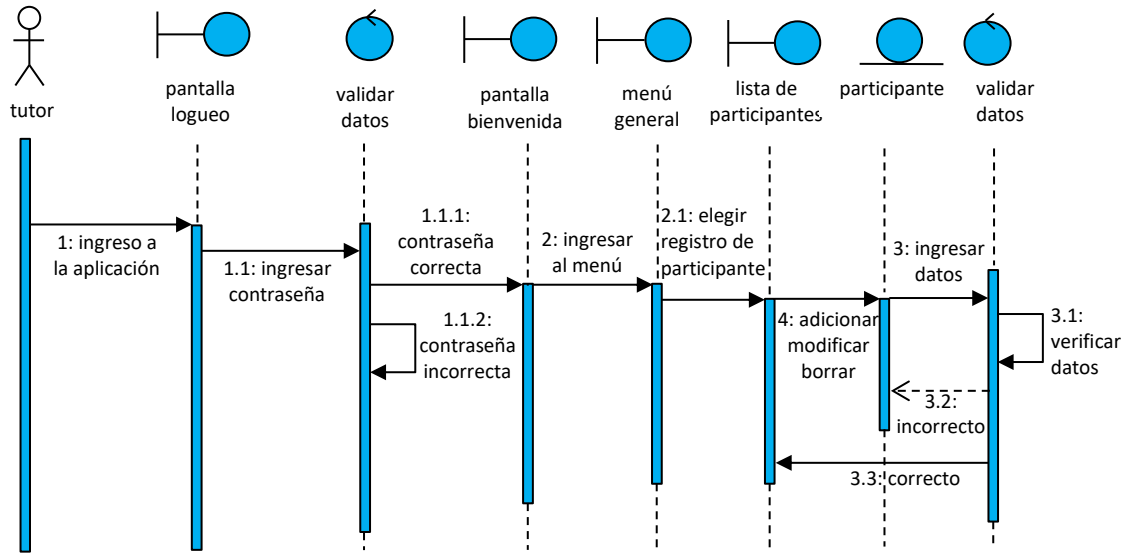 tutor
pantalla
logueo
validar
datos
pantalla
bienvenida
menú
general
lista de
participantes
participante
validar
datos
1: ingreso a
la aplicación
1.1: ingresar
contraseña
1.1.1:
contraseña
correcta
1.1.2:
contraseña
incorrecta
2: ingresar
al menú
2.1: elegir
registro de
participante
4: adicionar
modificar
borrar
3: ingresar
datos
3.1:
verificar
datos
3.2:
incorrecto
3.3: correcto